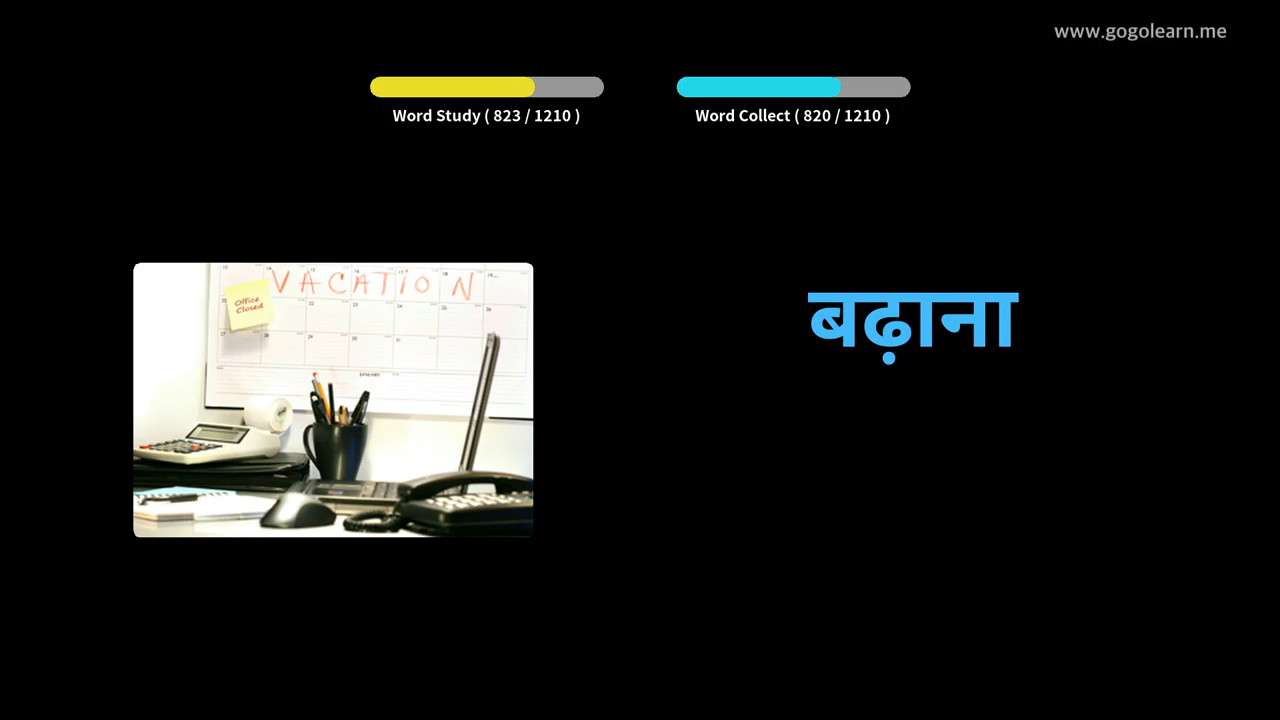 www.gogolearn.me
Word Study ( 823 / 1210 )
Word Collect ( 820 / 1210 )
VACATION
Office
Closed
बढ़ाना